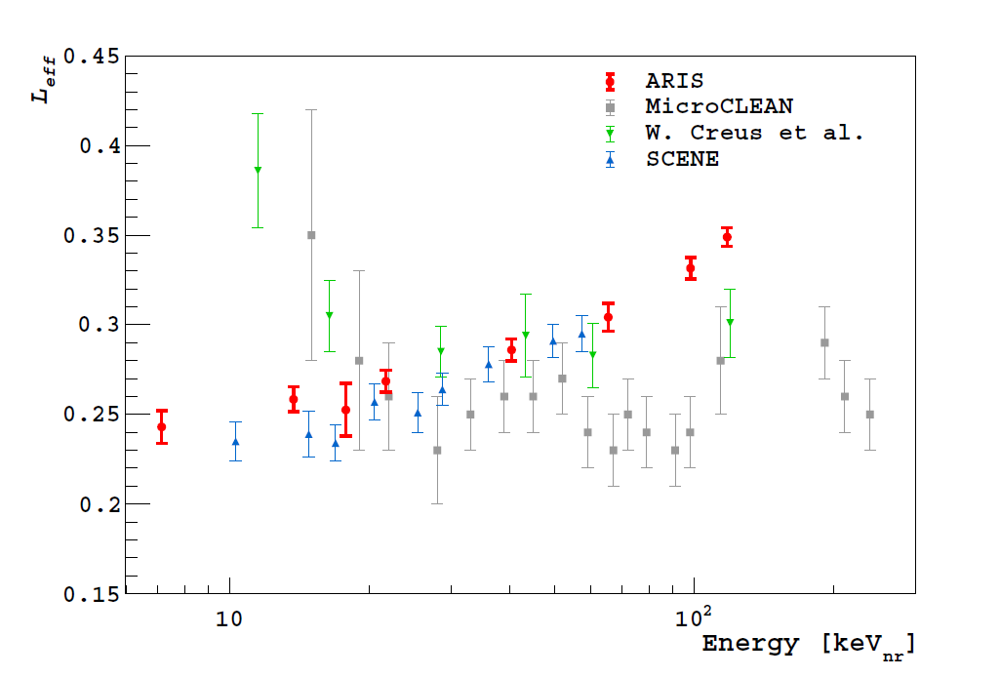 L_eff
0.45
0.4
0.35
0.3
0.25
0.2
0.15
ARIS
MicroCLEAN
W. Creus et al.
SCENE
10
10²
Energy [keV_nr]